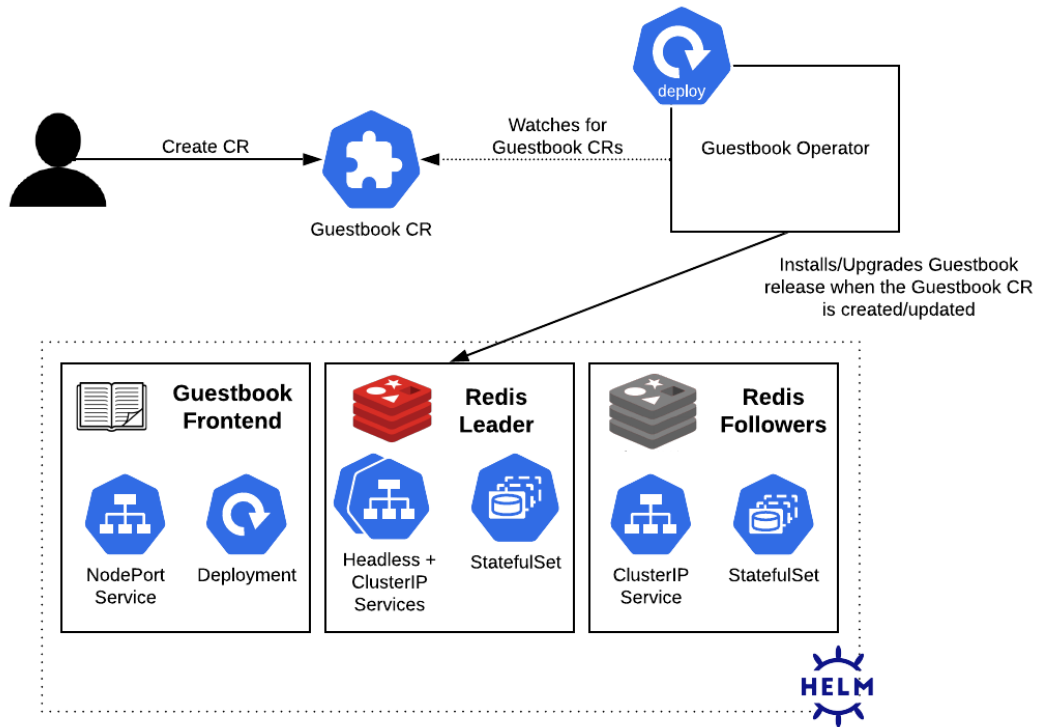 deploy
Create CR
Watches for
Guestbook CRs
Guestbook Operator
Guestbook CR
Installs/Upgrades Guestbook
release when the Guestbook CR
is created/updated
Guestbook
Frontend
NodePort
Service
Deployment
Redis
Leader
Headless +
ClusterIP
Services
StatefulSet
Redis
Followers
ClusterIP
Service
StatefulSet
HELM